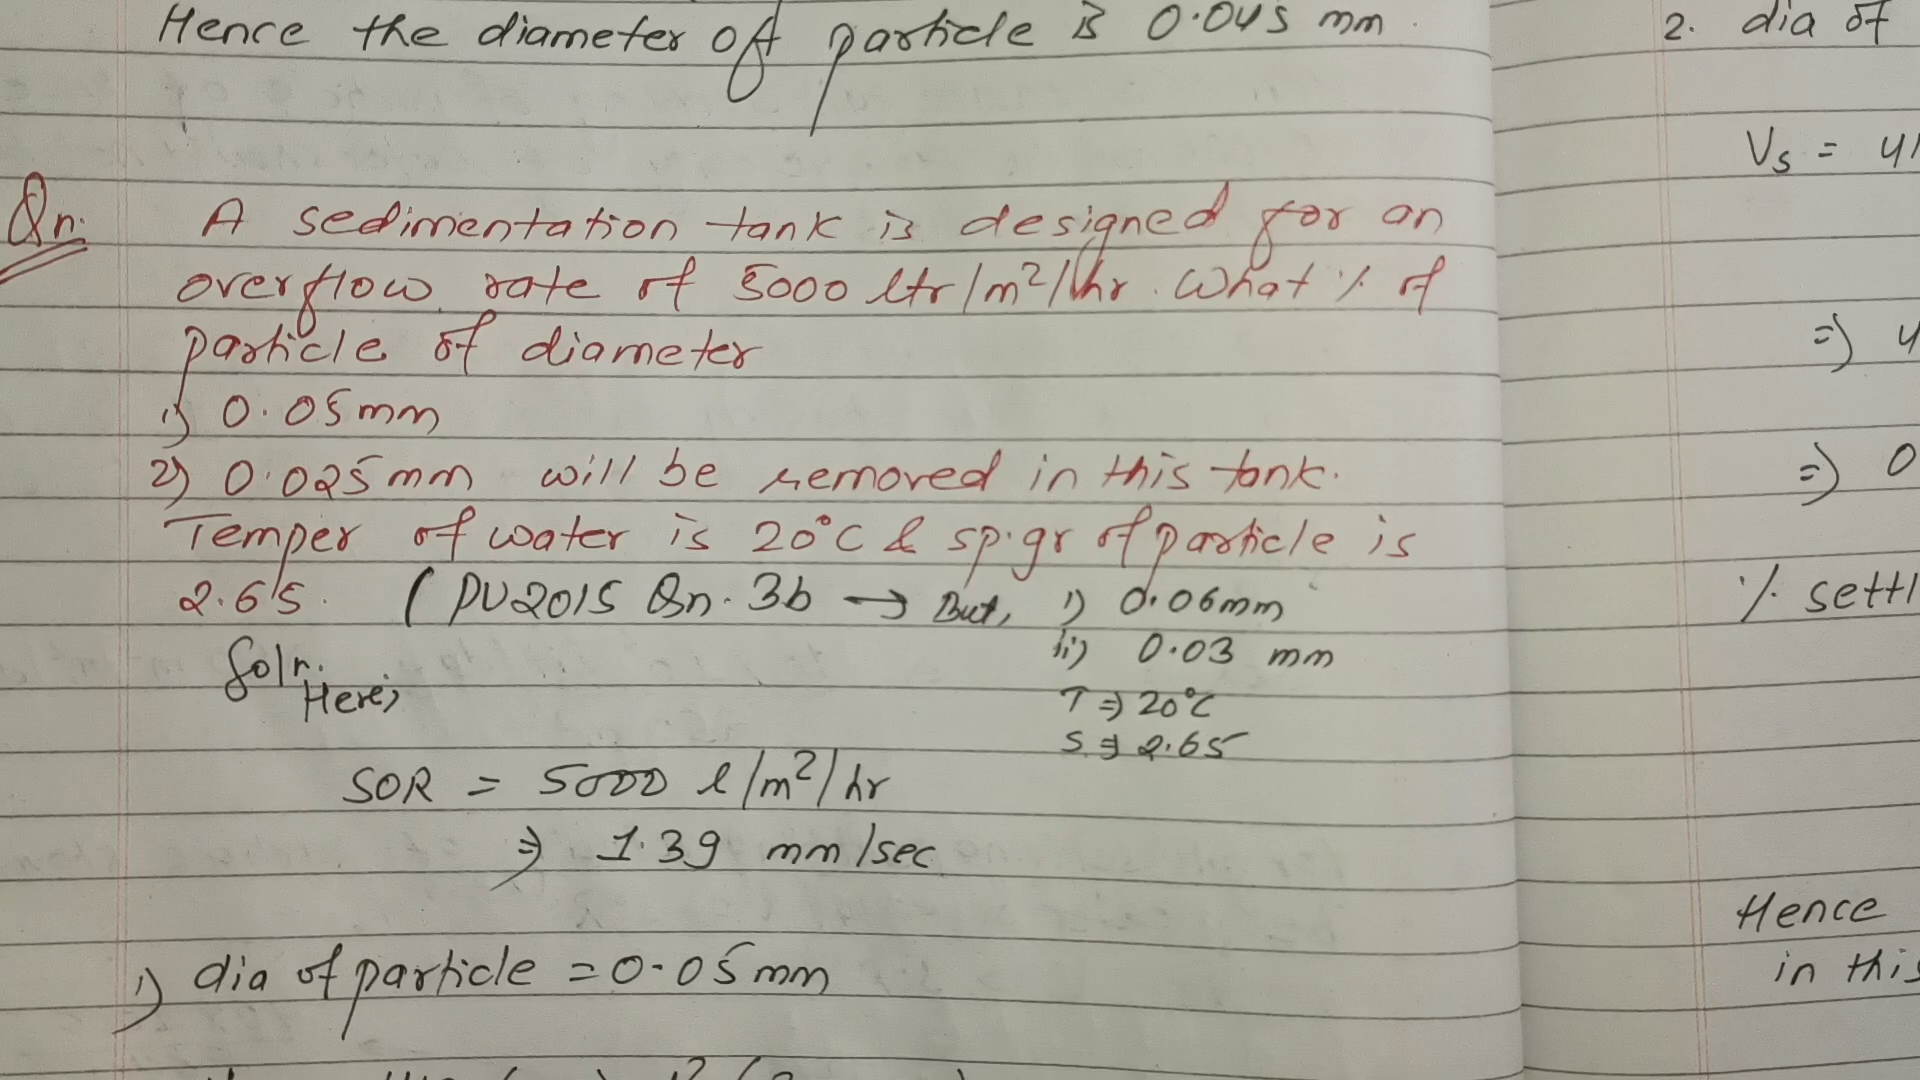 Hence the diameter of particle is 0.045 mm.
Qn. A sedimentation tank is designed for an
overflow rate of 5000 ltr/m²/hr. What % of
particle of diameter
1) 0.05mm
2) 0.025mm will be removed in this tank.
Temper of water is 20°C & sp.gr of particle is
2.65. ( PU2015 Qn. 3b → But, i) 0.06mm
ii) 0.03 mm
T ⇒ 20°C
S ⇒ 2.65
Soln.
Here,
SOR = 5000 l/m²/hr
⇒ 1.39 mm/sec
i) dia of particle = 0.05mm
2. dia of
Vs =
⇒)
⇒) 0
% settl
Hence
in this